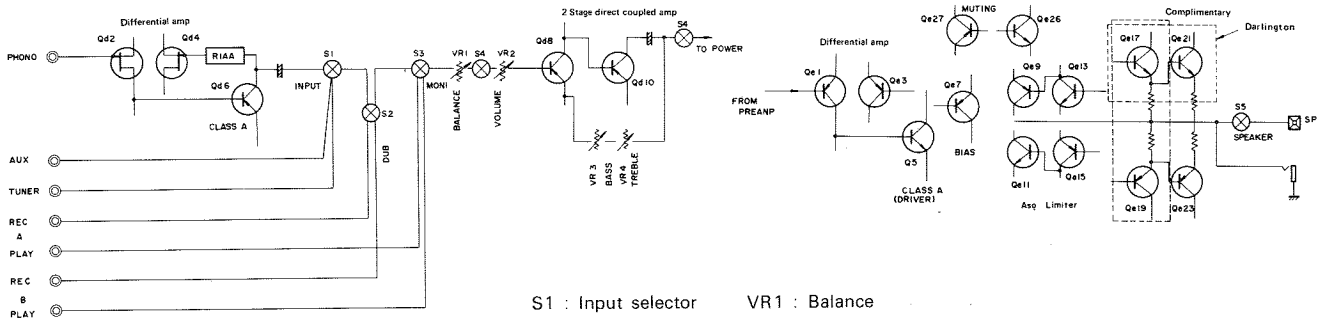 Differential amp
Qd2
Qd4
PHONO
RIAA
Qd6
CLASS A
S1
INPUT
S2
DUB
S3
MONI
VR1
BALANCE
S4
VR2
VOLUME
2 Stage direct coupled amp
Qd8
Qd10
S4
TO POWER
VR 3
BASS
VR 4
TREBLE
AUX
TUNER
REC
A
PLAY
REC
B
PLAY
Differential amp
Qe1
Qe3
FROM
PREANP
Q5
CLASS A
(DRIVER)
Qe7
BIAS
Qe27
MUTING
Qe26
Qe9
Qe13
Qe11
Qe15
Aso Limiter
Complimentary
Darlington
Qe17
Qe21
Qe19
Qe23
S5
SPEAKER
SP
S1 : Input selector
VR1 : Balance